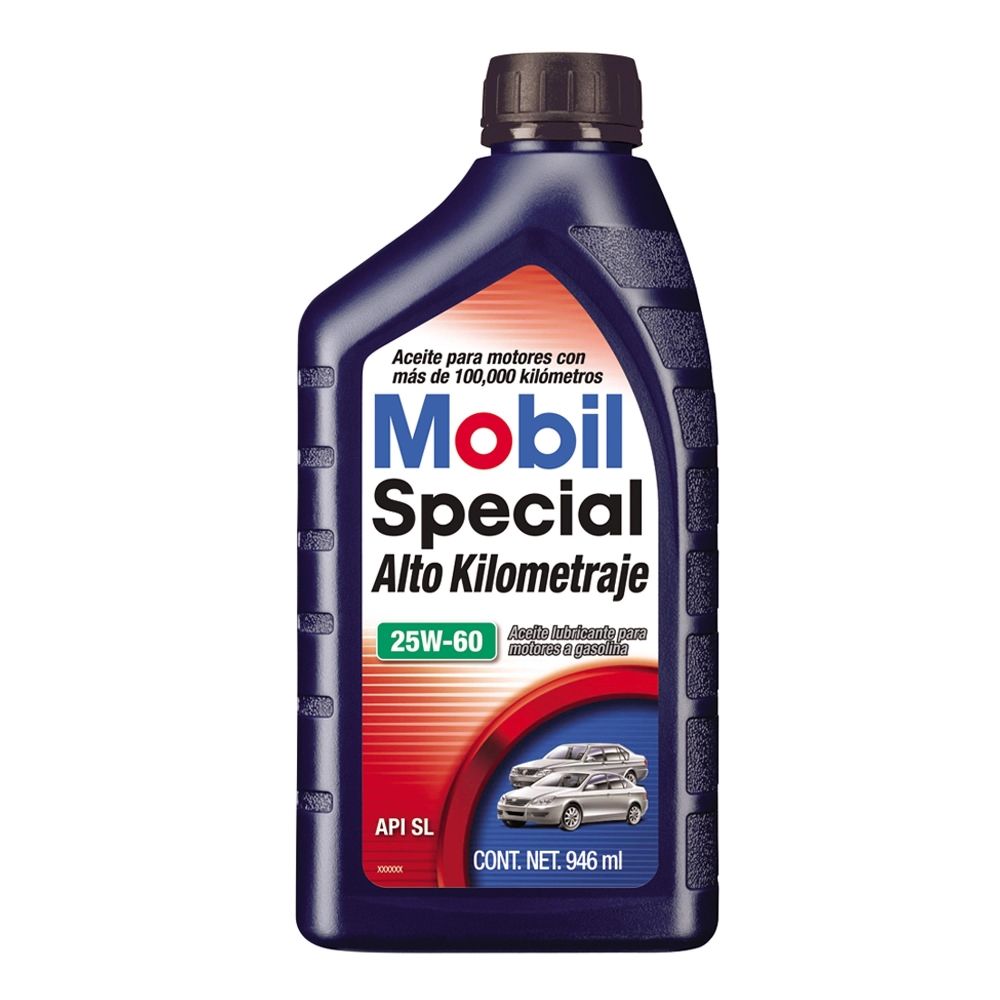 Aceite para motores con
más de 100,000 kilómetros
Mobil
Special
Alto Kilometraje
25W-60
Aceite lubricante para
motores a gasolina
API SL
XXXXXX
CONT. NET. 946 ml